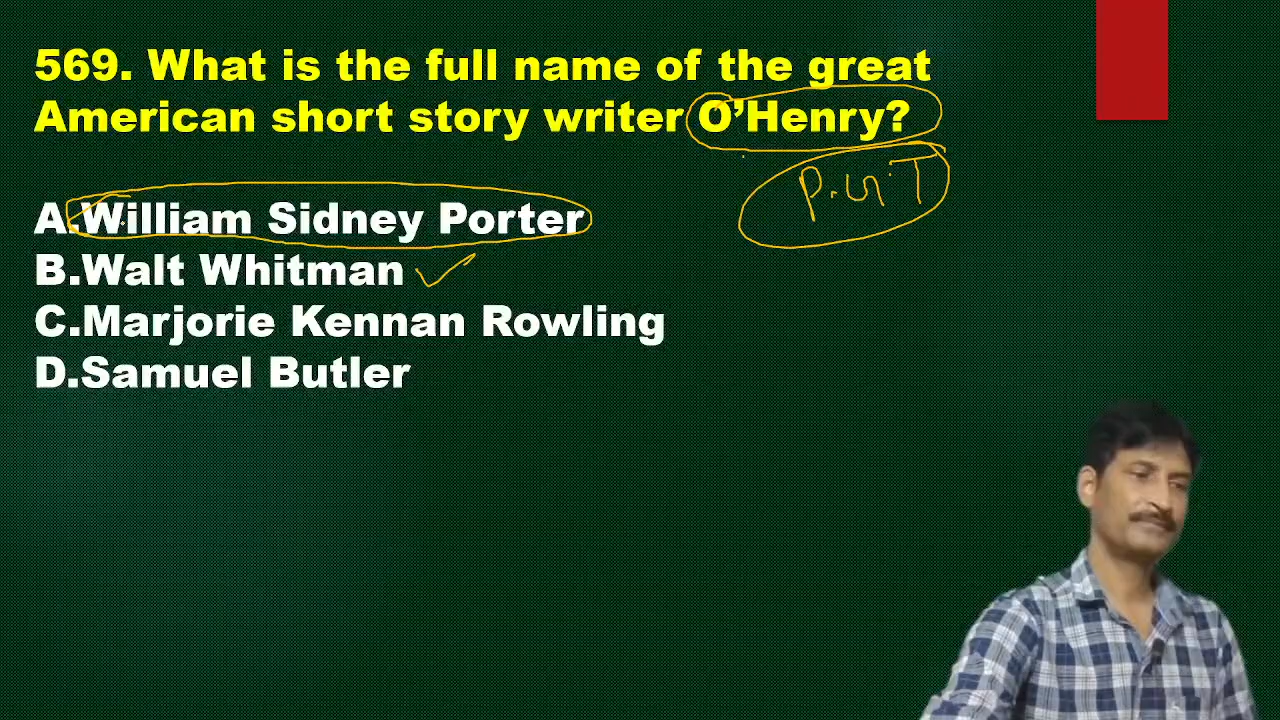 569. What is the full name of the great
American short story writer O'Henry?
P.G.T
A.William Sidney Porter
B.Walt Whitman
C.Marjorie Kennan Rowling
D.Samuel Butler